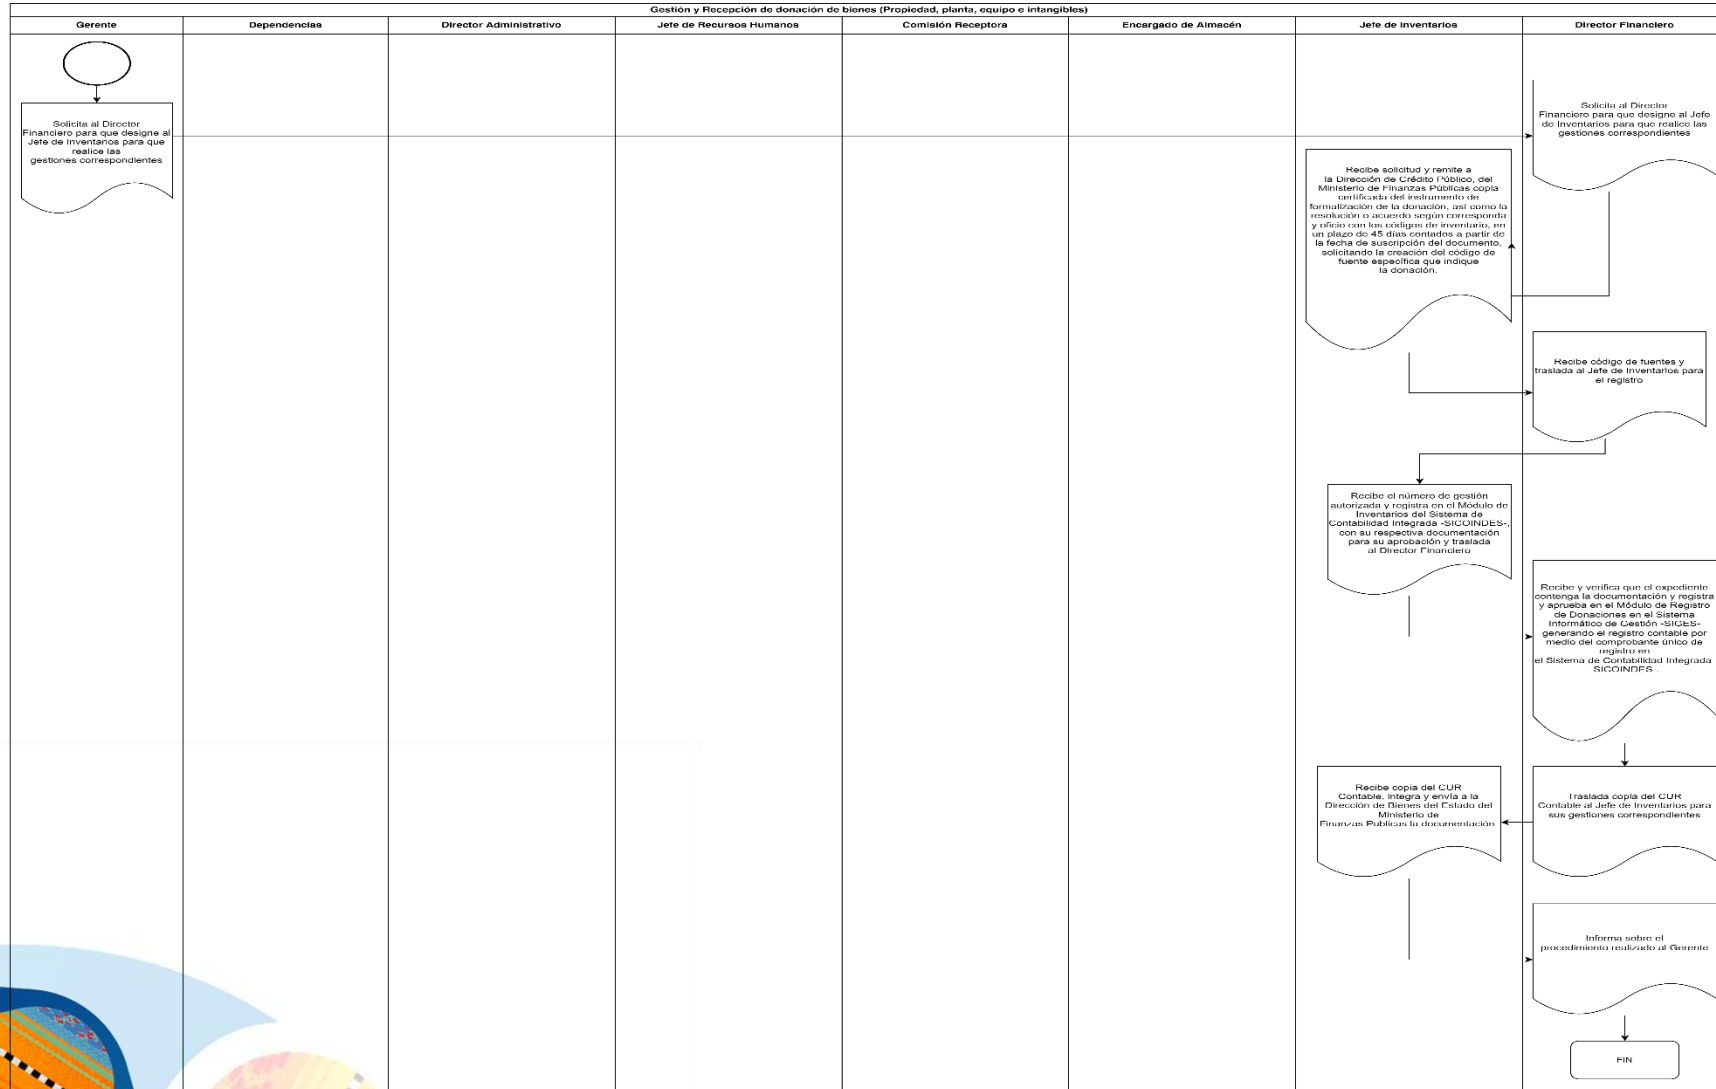 Gestión y Recepción de donación de bienes (Propiedad, planta, equipo e intangibles)
Gerente
Dependencias
Director Administrativo
Jefe de Recursos Humanos
Comisión Receptora
Encargado de Almacén
Jefe de Inventarios
Director Financiero
Solicita al Director
Financiero para que designe al
Jefe de Inventarios para que
realice las
gestiones correspondientes
Solicita al Director
Financiero para que designe al Jefe
de Inventarios para que realice las
gestiones correspondientes
Recibe solicitud y remite a
la Dirección de Crédito Público, del
Ministerio de Finanzas Públicas copia
certificada del instrumento de
formalización de la donación, así como la
resolución o acuerdo según corresponda
y oficio con los códigos de inventario, en
un plazo de 45 días contados a partir de
la fecha de suscripción del documento,
solicitando la creación del código de
fuente específica que indique
la donación.
Recibe código de fuentes y
traslada al Jefe de Inventarios para
el registro
Recibe el número de gestión
autorizada y registra en el Módulo de
Inventarios del Sistema de
Contabilidad Integrada -SICOINDES-,
con su respectiva documentación
para su aprobación y traslada
al Director Financiero
Recibe y verifica que el expediente
contenga la documentación y registra
y aprueba en el Módulo de Registro
de Donaciones en el Sistema
Informático de Gestión -SIGES-
generando el registro contable por
medio del comprobante único de
registro en
el Sistema de Contabilidad Integrada
SICOINDES -.
Recibe copia del CUR
Contable, integra y envía a la
Dirección de Bienes del Estado del
Ministerio de
Finanzas Publicas la documentación
Traslada copia del CUR
Contable al Jefe de Inventarios para
sus gestiones correspondientes
Informa sobre el
procedimiento realizado al Gerente
FIN